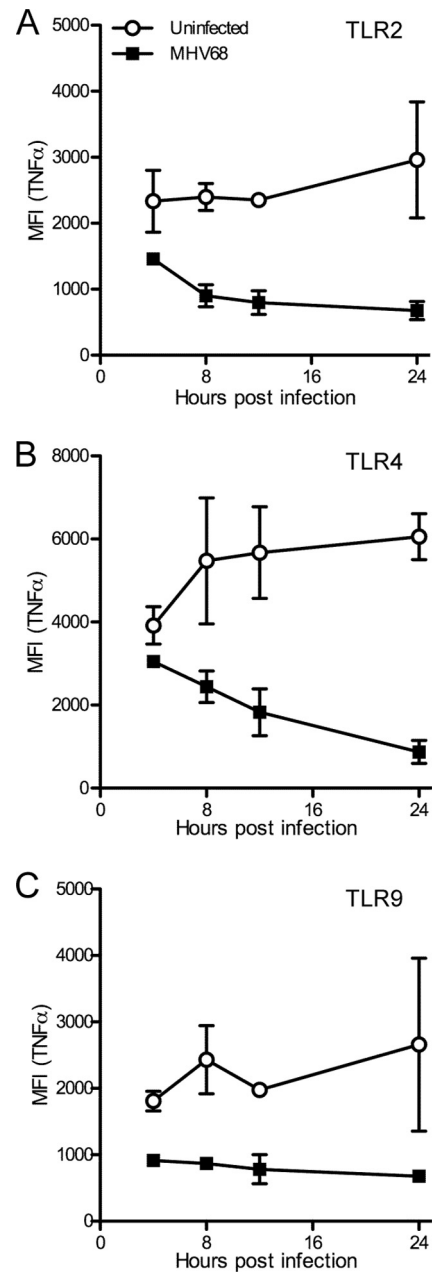 A
TLR2
Uninfected
MHV68
5000
4000
3000
2000
1000
0
MFI (TNFα)
0 8 16 24
Hours post infection
B
TLR4
8000
6000
4000
2000
0
MFI (TNFα)
0 8 16 24
Hours post infection
C
TLR9
5000
4000
3000
2000
1000
0
MFI (TNFα)
0 8 16 24
Hours post infection